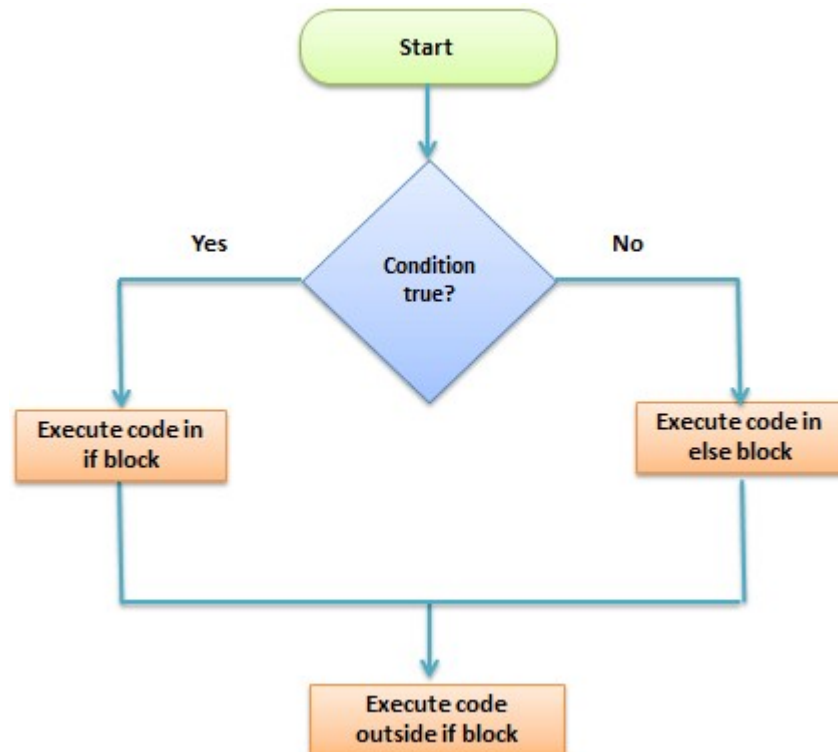 Start
Yes
No
Condition
true?
Execute code in
if block
Execute code in
else block
Execute code
outside if block